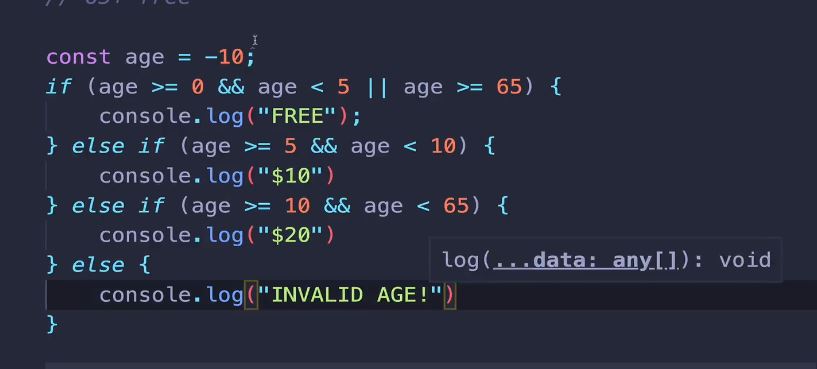 // 65+ free
const age = -10;
if (age >= 0 && age < 5 || age >= 65) {
    console.log("FREE");
} else if (age >= 5 && age < 10) {
    console.log("$10")
} else if (age >= 10 && age < 65) {
    console.log("$20")
} else {
log(...data: any[]): void
    console.log("INVALID AGE!")
}